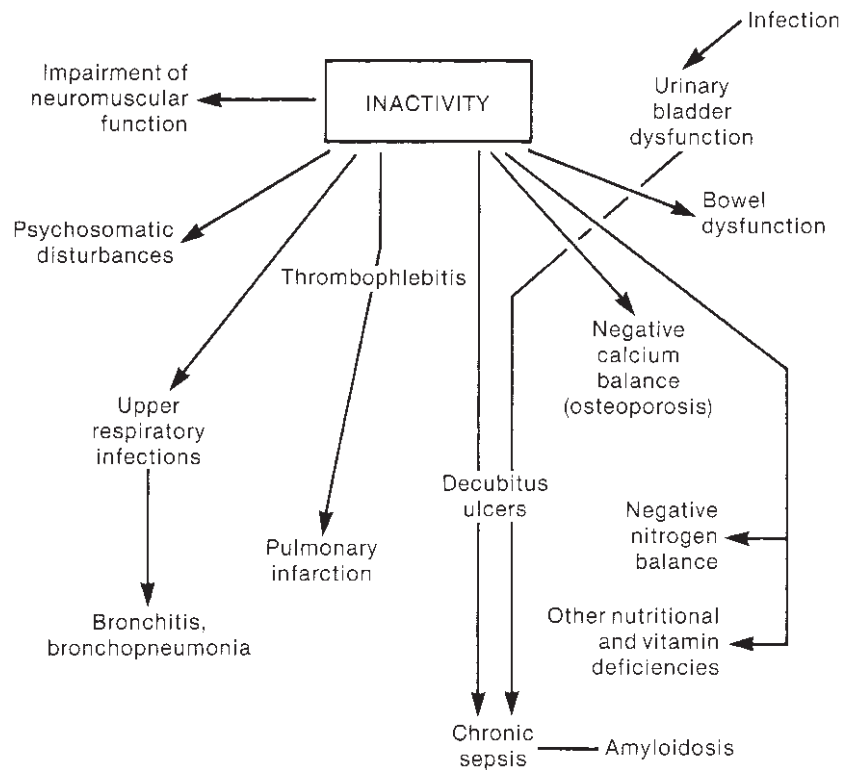 Infection
Impairment of
neuromuscular
function
INACTIVITY
Urinary
bladder
dysfunction
Bowel
dysfunction
Psychosomatic
disturbances
Thrombophlebitis
Negative
calcium
balance
(osteoporosis)
Upper
respiratory
infections
Decubitus
ulcers
Negative
nitrogen
balance
Pulmonary
infarction
Bronchitis,
bronchopneumonia
Other nutritional
and vitamin
deficiencies
Chronic
sepsis
Amyloidosis